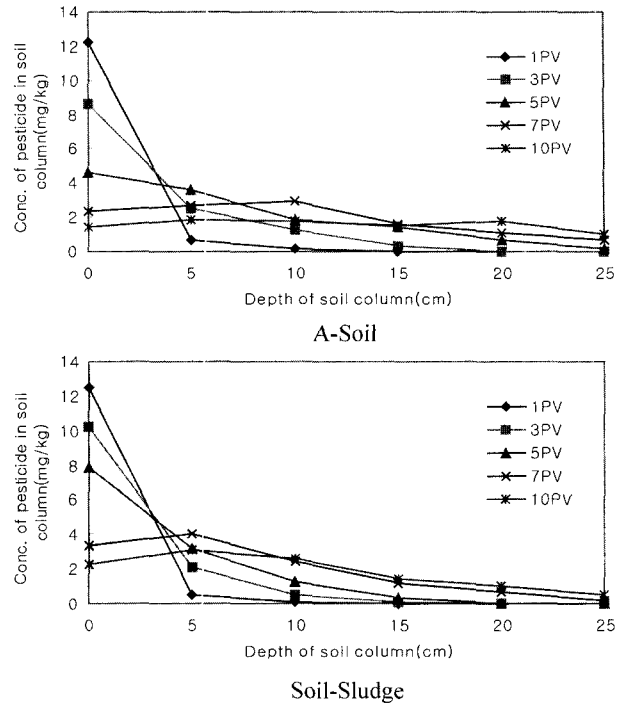 14
12
10
8
6
4
2
0
Conc. of pesticide in soil
column(mg/kg)
1PV
3PV
5PV
7PV
10PV
0 5 10 15 20 25
Depth of soil column(cm)
A-Soil
14
12
10
8
6
4
2
0
Conc. of pesticide in soil
column(mg/kg)
1PV
3PV
5PV
7PV
10PV
0 5 10 15 20 25
Depth of soil column(cm)
Soil-Sludge